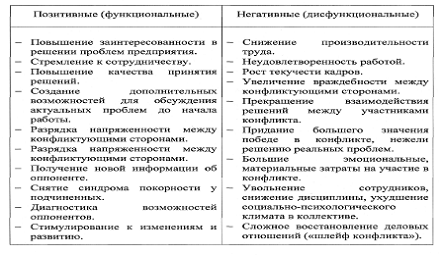 Позитивные (функциональные)
Негативные (дисфункциональные)
– Повышение заинтересованности в
решении проблем предприятия.
– Стремление к сотрудничеству.
– Повышение качества принятия
решений.
– Создание дополнительных
возможностей для обсуждения
актуальных проблем до начала
работы.
– Разрядка напряженности между
конфликтующими сторонами.
– Разрядка напряженности между
конфликтующими сторонами.
– Получение новой информации об
оппоненте.
– Снятие синдрома покорности у
подчиненных.
– Диагностика возможностей
оппонентов.
– Стимулирование к изменениям и
развитию.
– Снижение производительности
труда.
– Неудовлетворенность работой.
– Рост текучести кадров.
– Увеличение враждебности между
конфликтующими сторонами.
– Прекращение взаимодействия
решений между участниками
конфликта.
– Придание большего значения
победе в конфликте, нежели
решению реальных проблем.
– Большие эмоциональные,
материальные затраты на участие в
конфликте.
– Увольнение сотрудников,
снижение дисциплины, ухудшение
социально-психологического
климата в коллективе.
– Сложное восстановление деловых
отношений («шлейф конфликта»).